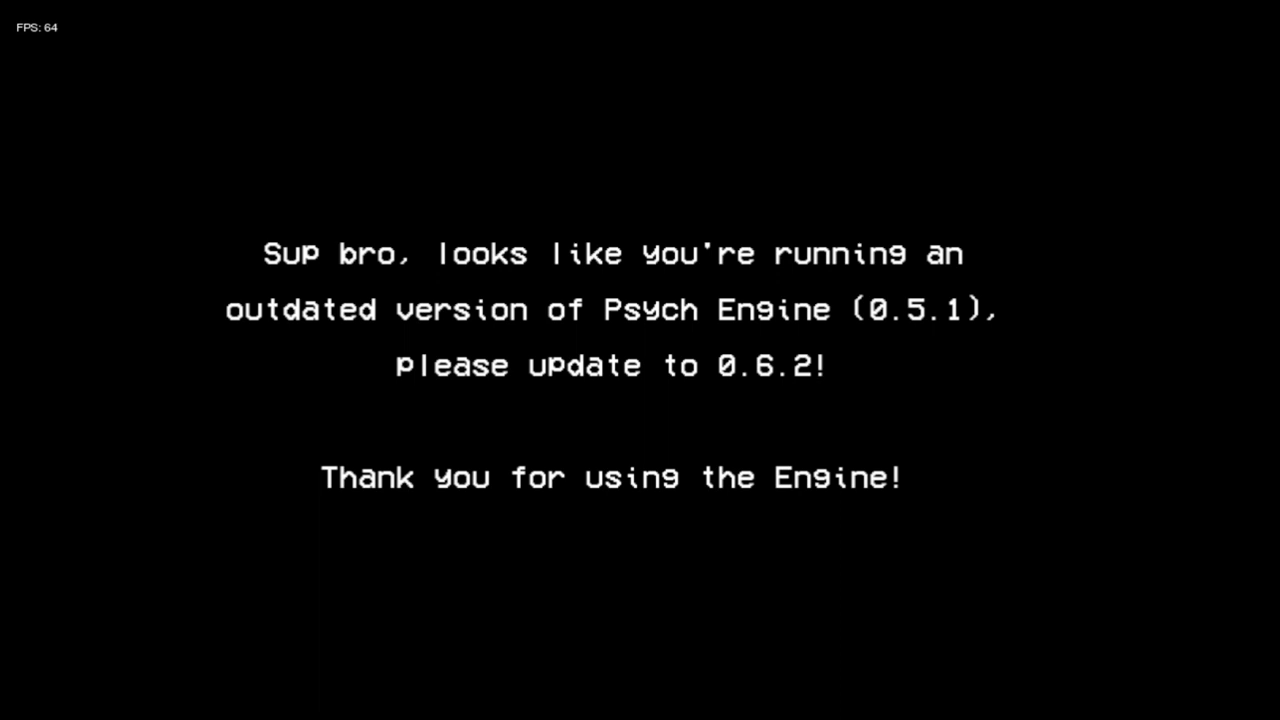 FPS: 64
Sup bro, looks like you're running an
outdated version of Psych Engine (0.5.1),
please update to 0.6.2!
Thank you for using the Engine!